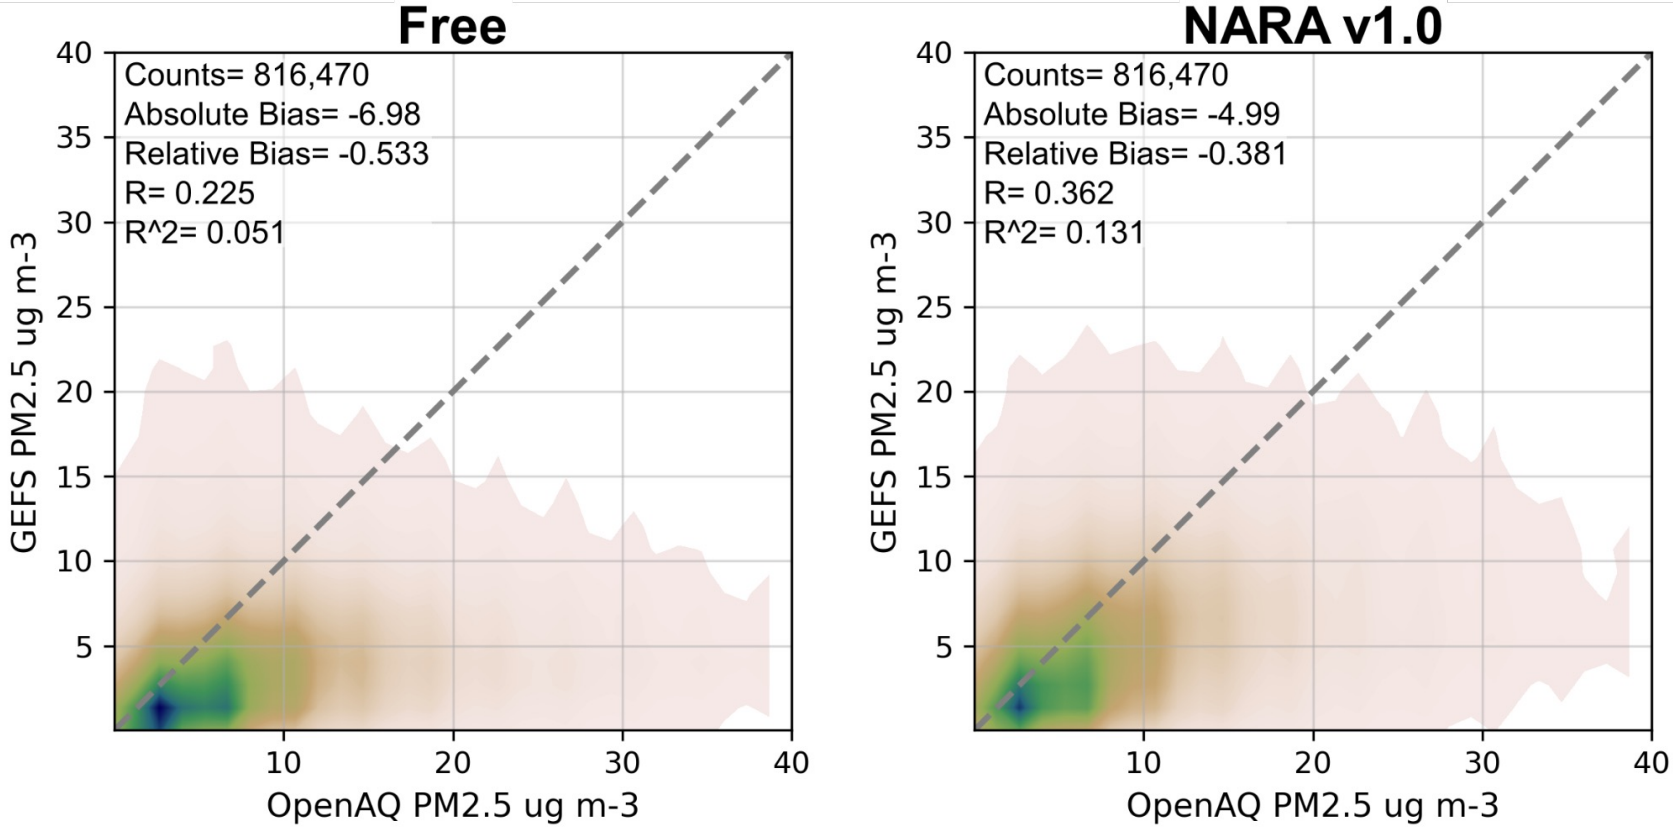 Free
Counts= 816,470
Absolute Bias= -6.98
Relative Bias= -0.533
R= 0.225
R^2= 0.051
40
35
30
25
20
15
10
5
GEFS PM2.5 ug m-3
10 20 30 40
OpenAQ PM2.5 ug m-3
NARA v1.0
Counts= 816,470
Absolute Bias= -4.99
Relative Bias= -0.381
R= 0.362
R^2= 0.131
40
35
30
25
20
15
10
5
GEFS PM2.5 ug m-3
10 20 30 40
OpenAQ PM2.5 ug m-3